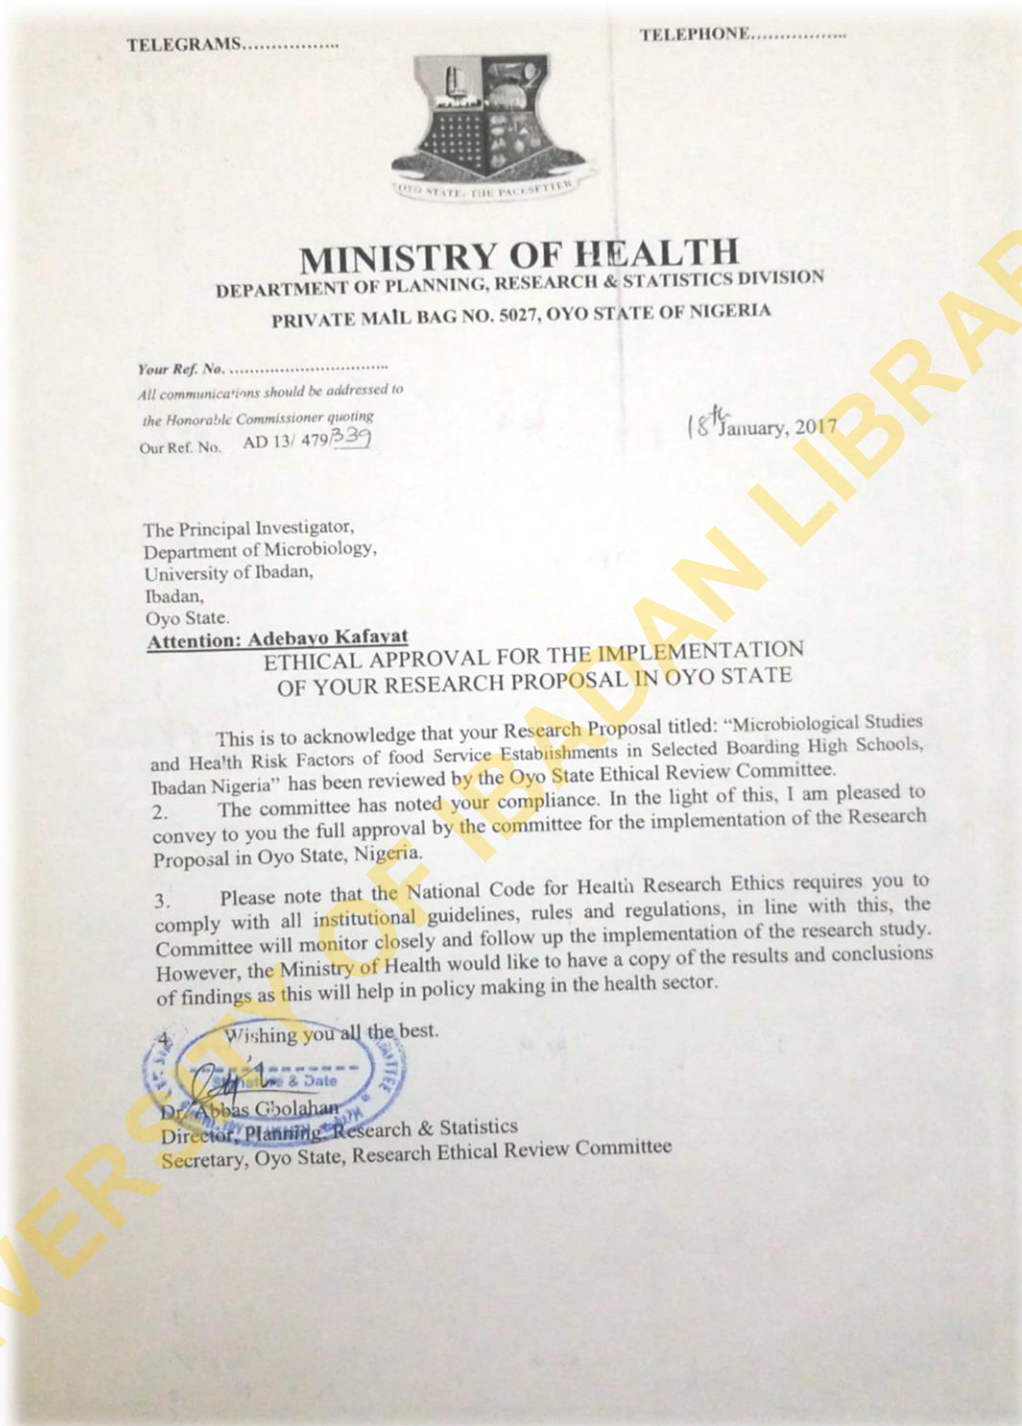 TELEGRAMS.................
TELEPHONE.................
OYO STATE: THE PACESETTER
MINISTRY OF HEALTH
DEPARTMENT OF PLANNING, RESEARCH & STATISTICS DIVISION
PRIVATE MAIL BAG NO. 5027, OYO STATE OF NIGERIA
Your Ref. No. ................................
All communications should be addressed to
the Honorable Commissioner quoting
Our Ref. No. AD 13/ 479/339
18th January, 2017
The Principal Investigator,
Department of Microbiology,
University of Ibadan,
Ibadan,
Oyo State.
Attention: Adebayo Kafayat
ETHICAL APPROVAL FOR THE IMPLEMENTATION
OF YOUR RESEARCH PROPOSAL IN OYO STATE
This is to acknowledge that your Research Proposal titled: “Microbiological Studies
and Health Risk Factors of food Service Establishments in Selected Boarding High Schools,
Ibadan Nigeria” has been reviewed by the Oyo State Ethical Review Committee.
2. The committee has noted your compliance. In the light of this, I am pleased to
convey to you the full approval by the committee for the implementation of the Research
Proposal in Oyo State, Nigeria.
3. Please note that the National Code for Health Research Ethics requires you to
comply with all institutional guidelines, rules and regulations, in line with this, the
Committee will monitor closely and follow up the implementation of the research study.
However, the Ministry of Health would like to have a copy of the results and conclusions
of findings as this will help in policy making in the health sector.
4. Wishing you all the best.
Signature & Date
Dr. Abbas Gbolahan
Director, Planning, Research & Statistics
Secretary, Oyo State, Research Ethical Review Committee
UNIVERSITY OF IBADAN LIBRARY